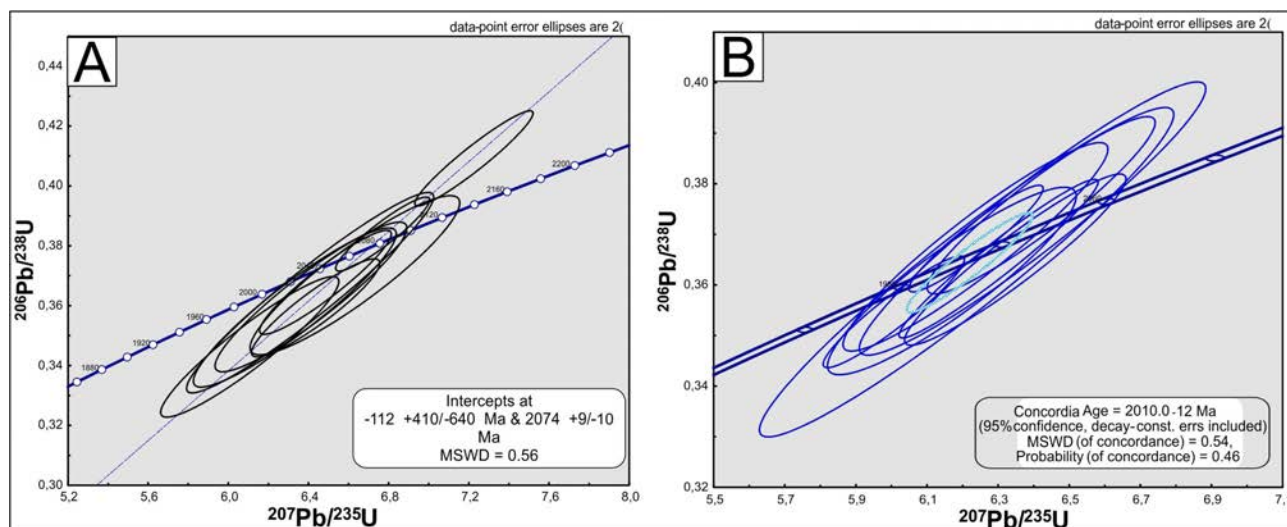 data-point error ellipses are 2(
A
0,44
0,42
0,40
0,38
0,36
0,34
0,32
0,30
206Pb/238U
1880
1920
1960
2000
2160
2200
Intercepts at
-112 +410/-640 Ma & 2074 +9/-10
Ma
MSWD = 0.56
5,2 5,6 6,0 6,4 6,8 7,2 7,6 8,0
207Pb/235U
data-point error ellipses are 2(
B
0,40
0,38
0,36
0,34
0,32
206Pb/238U
Concordia Age = 2010.0 -12 Ma
(95% confidence, decay-const. errs included)
MSWD (of concordance) = 0.54,
Probability (of concordance) = 0.46
5,5 5,7 5,9 6,1 6,3 6,5 6,7 6,9 7,
207Pb/235U